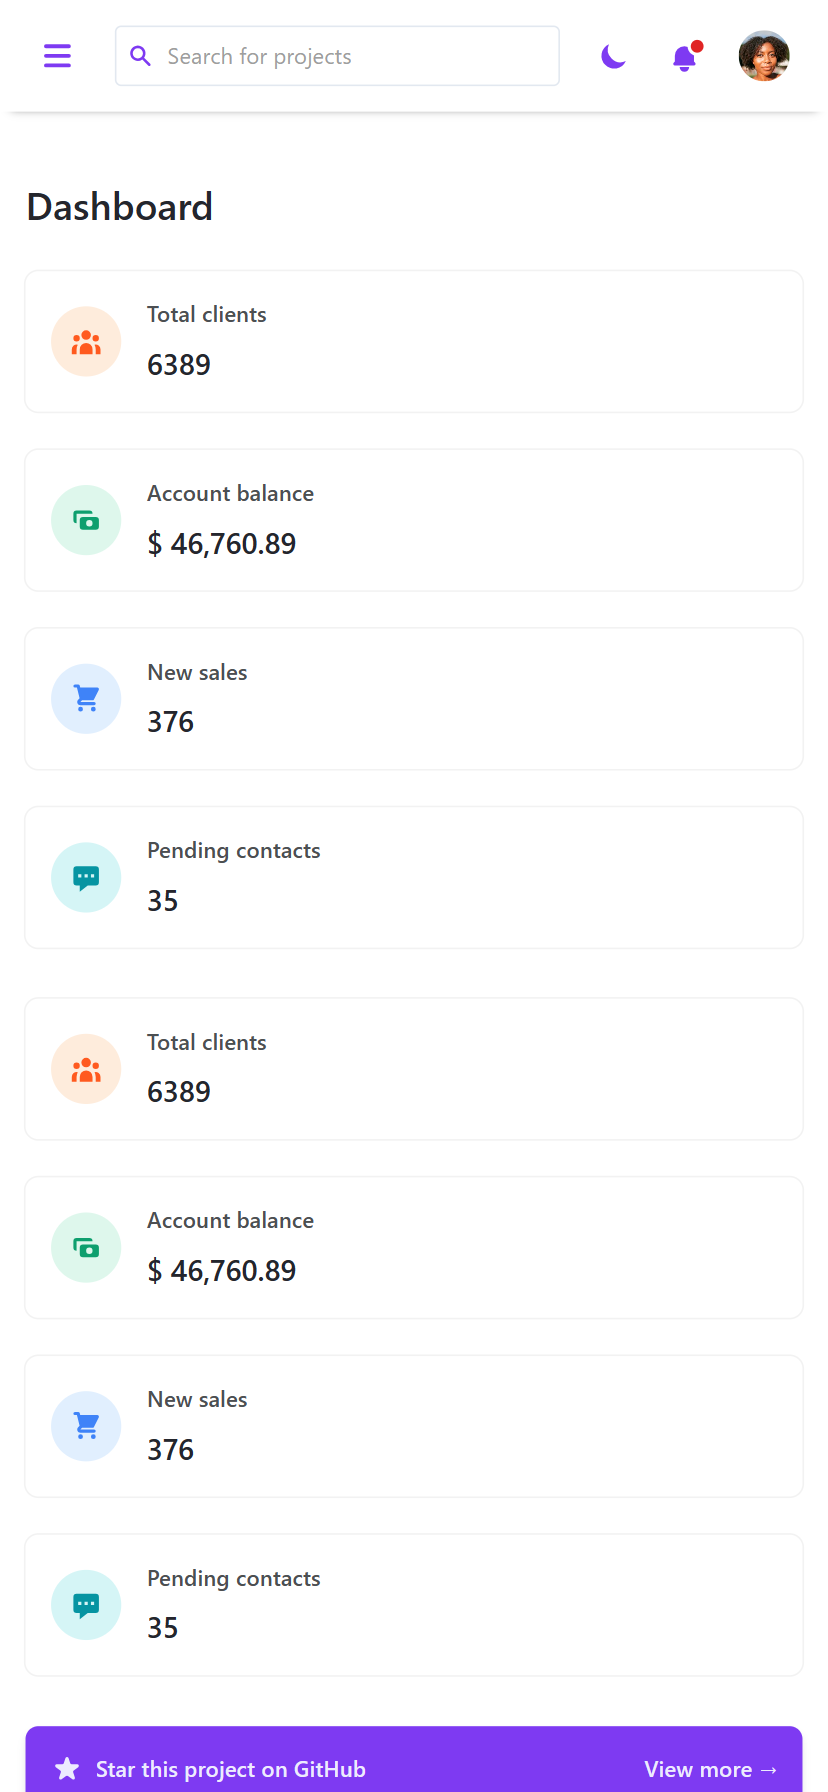 Search for projects
Dashboard
Total clients
6389
Account balance
$ 46,760.89
New sales
376
Pending contacts
35
Total clients
6389
Account balance
$ 46,760.89
New sales
376
Pending contacts
35
Star this project on GitHub
View more →